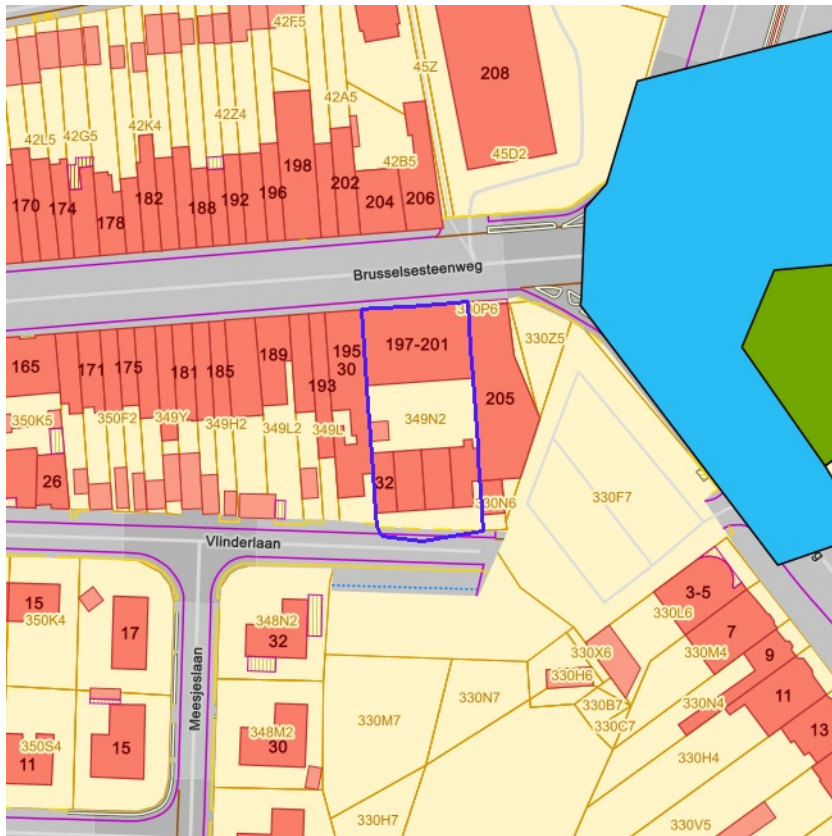 42F5
45Z
208
42A5
42Z4
42K4
42G5
42L5
42B5
45D2
170
174
178
182
188
192
196
198
202
204
206
Brusselsesteenweg
330P6
330Z5
165
171
175
181
185
189
193
195
30
197-201
205
350K5
350F2
349Y
349H2
349L2
349L
349N2
26
32
330N6
330F7
Vlinderlaan
15
350K4
17
Meesjeslaan
348N2
32
3-5
330L6
7
330M4
9
330X6
330H6
330B7
330C7
330N4
11
13
330N7
330M7
348M2
30
350S4
11
15
330H4
330H7
330V5